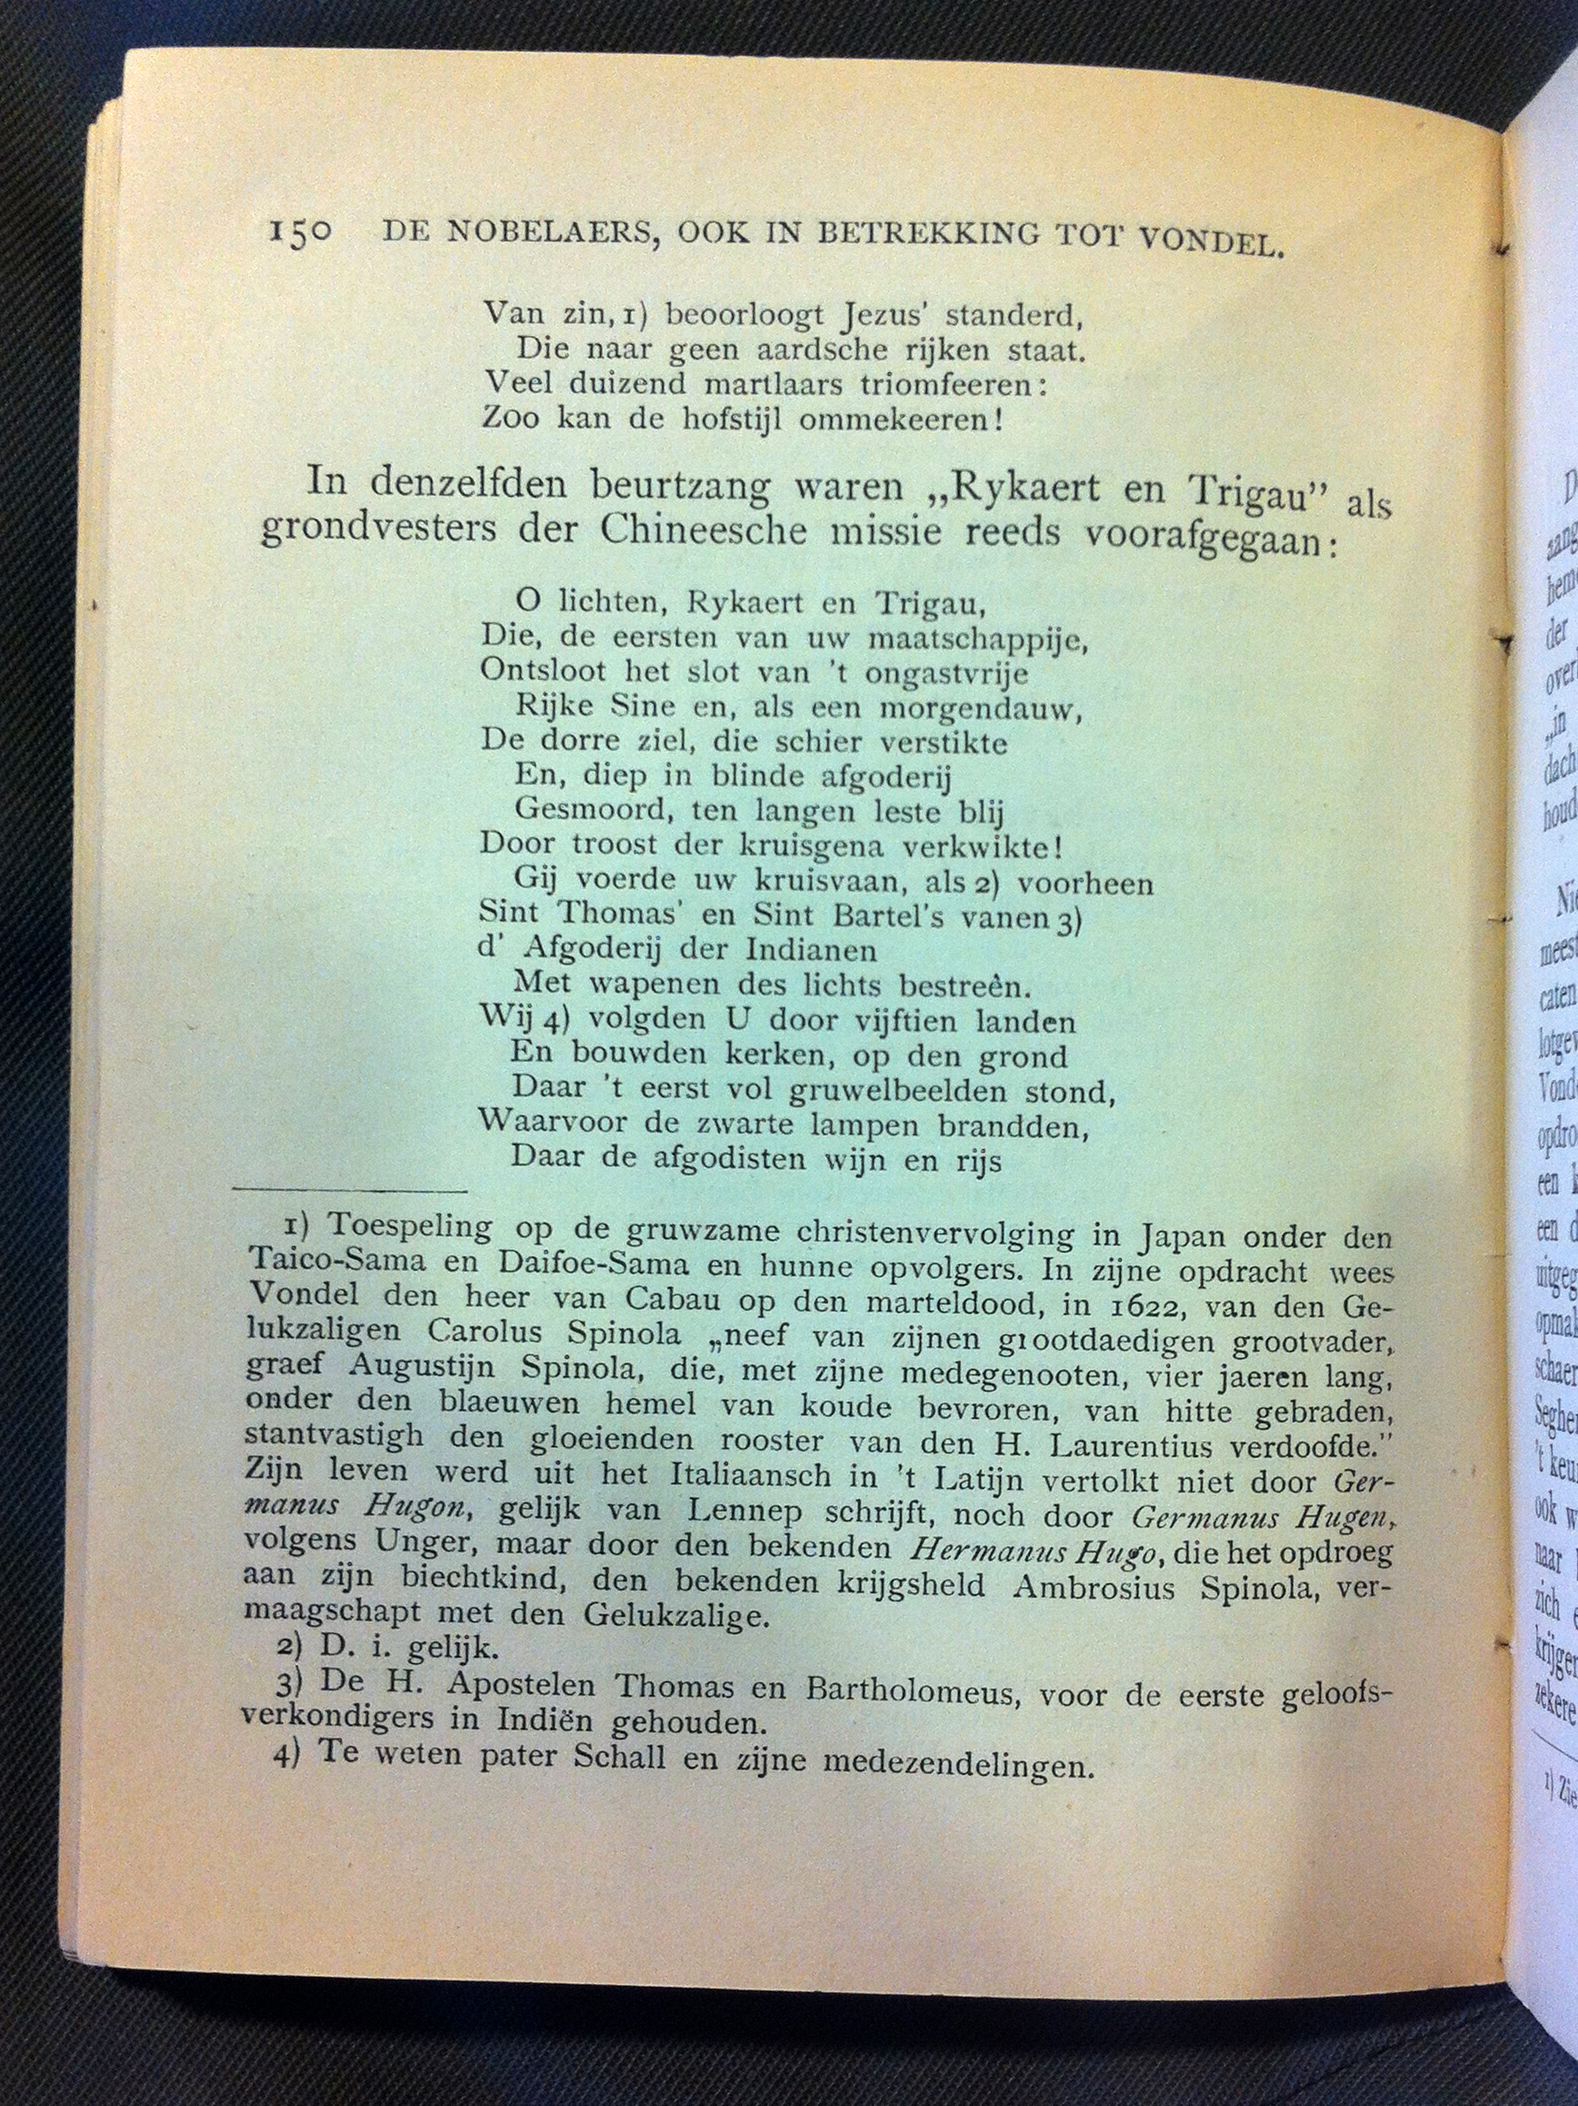 150 DE NOBELAERS, OOK IN BETREKKING TOT VONDEL.
Van zin, 1) beoorloogt Jezus' standerd,
Die naar geen aardsche rijken staat.
Veel duizend martlaars triomfeeren:
Zoo kan de hofstijl ommekeeren!
In denzelfden beurtzang waren „Rykaert en Trigau” als
grondvesters der Chineesche missie reeds voorafgegaan:
O lichten, Rykaert en Trigau,
Die, de eersten van uw maatschappije,
Ontsloot het slot van 't ongastvrije
Rijke Sine en, als een morgendauw,
De dorre ziel, die schier verstikte
En, diep in blinde afgoderij
Gesmoord, ten langen leste blij
Door troost der kruisgena verkwikte!
Gij voerde uw kruisvaan, als 2) voorheen
Sint Thomas' en Sint Bartel's vanen 3)
d' Afgoderij der Indianen
Met wapenen des lichts bestreên.
Wij 4) volgden U door vijftien landen
En bouwden kerken, op den grond
Daar 't eerst vol gruwelbeelden stond,
Waarvoor de zwarte lampen brandden,
Daar de afgodisten wijn en rijs
1) Toespeling op de gruwzame christenvervolging in Japan onder den
Taico-Sama en Daifoe-Sama en hunne opvolgers. In zijne opdracht wees
Vondel den heer van Cabau op den marteldood, in 1622, van den Ge-
lukzaligen Carolus Spinola „neef van zijnen grootdaedigen grootvader,
graef Augustijn Spinola, die, met zijne medegenooten, vier jaeren lang,
onder den blaeuwen hemel van koude bevroren, van hitte gebraden,
stantvastigh den gloeienden rooster van den H. Laurentius verdoofde.”
Zijn leven werd uit het Italiaansch in 't Latijn vertolkt niet door Ger-
manus Hugon, gelijk van Lennep schrijft, noch door Germanus Hugen,
volgens Unger, maar door den bekenden Hermanus Hugo, die het opdroeg
aan zijn biechtkind, den bekenden krijgsheld Ambrosius Spinola, ver-
maagschapt met den Gelukzalige.
2) D. i. gelijk.
3) De H. Apostelen Thomas en Bartholomeus, voor de eerste geloofs-
verkondigers in Indiën gehouden.
4) Te weten pater Schall en zijne medezendelingen.